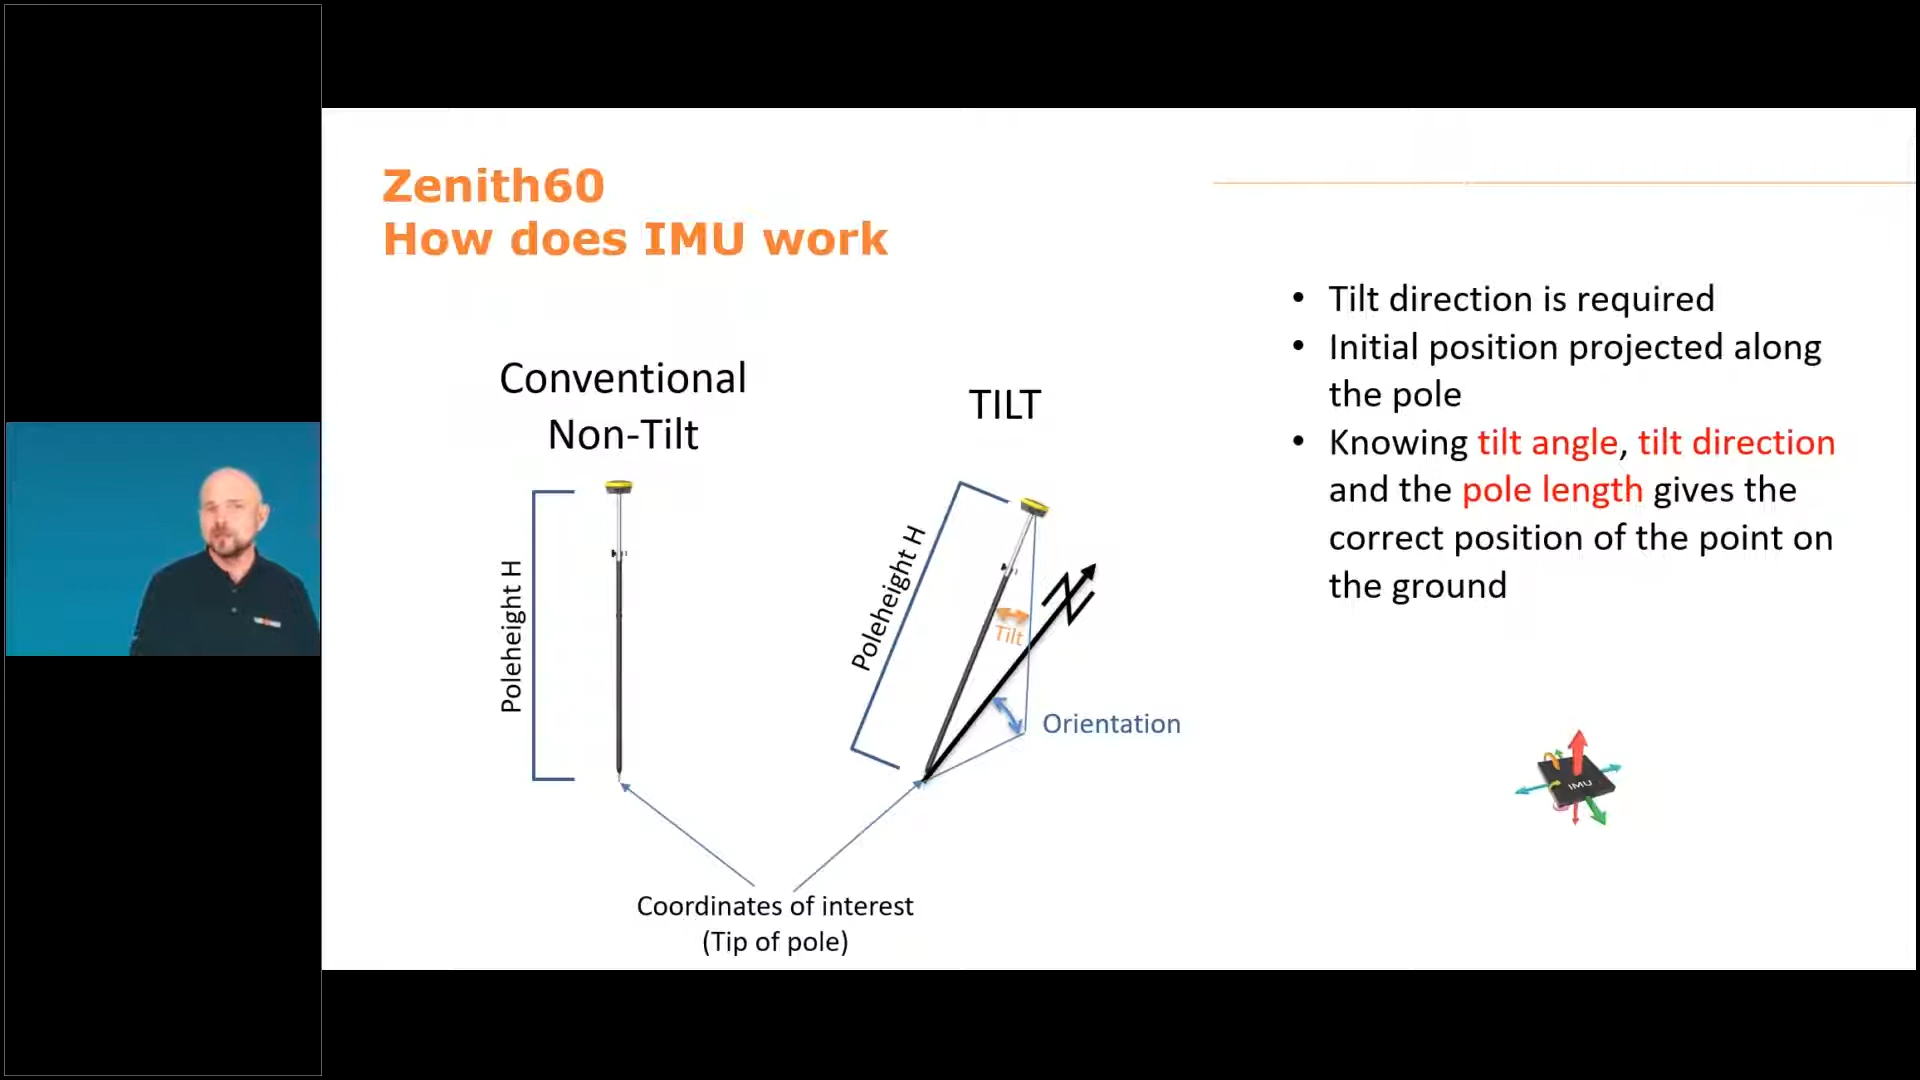 Zenith60
How does IMU work
Conventional
Non-Tilt
TILT
Poleheight H
Poleheight H
Tilt
N
Orientation
Coordinates of interest
(Tip of pole)
• Tilt direction is required
• Initial position projected along
the pole
• Knowing tilt angle, tilt direction
and the pole length gives the
correct position of the point on
the ground
IMU